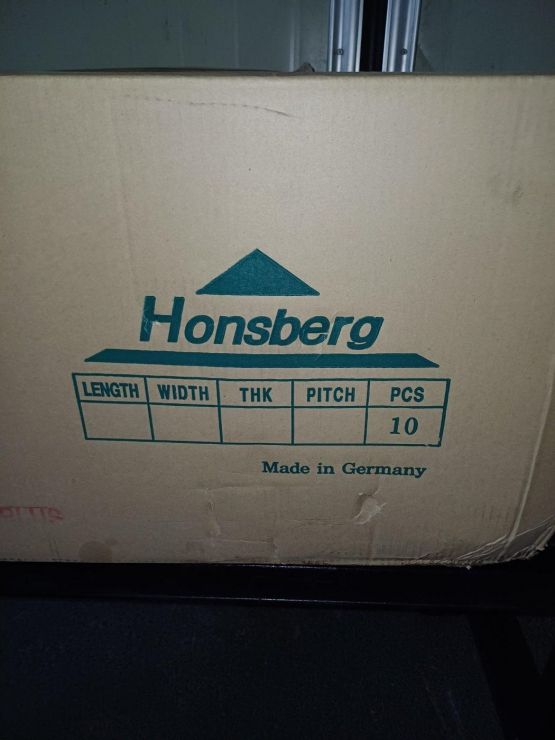 Honsberg
LENGTH WIDTH THK PITCH PCS
10
Made in Germany